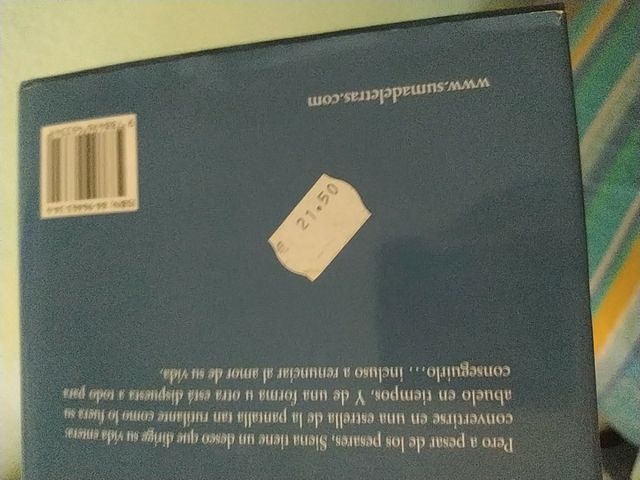 Pero a pesar de los pesares, Siena tiene un deseo que dirige su vida entera:
convertirse en una estrella de la pantalla tan rutilante como lo fuera su
abuelo en tiempos. Y de una forma u otra está dispuesta a todo para
conseguirlo… incluso a renunciar al amor de su vida.
€ 21.50
www.sumadeletras.com